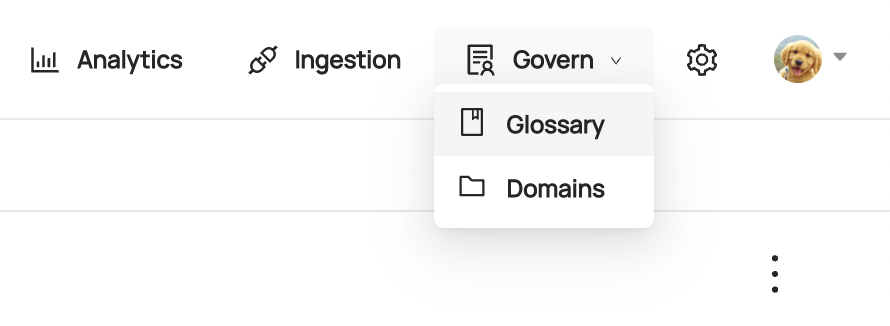 Analytics
Ingestion
Govern
Glossary
Domains